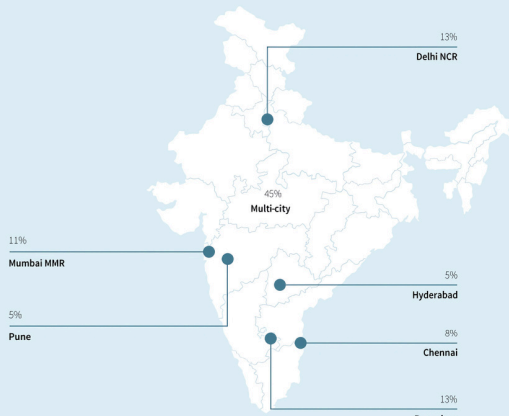 13%
Delhi NCR
45%
Multi-city
11%
Mumbai MMR
5%
Hyderabad
5%
Pune
8%
Chennai
13%